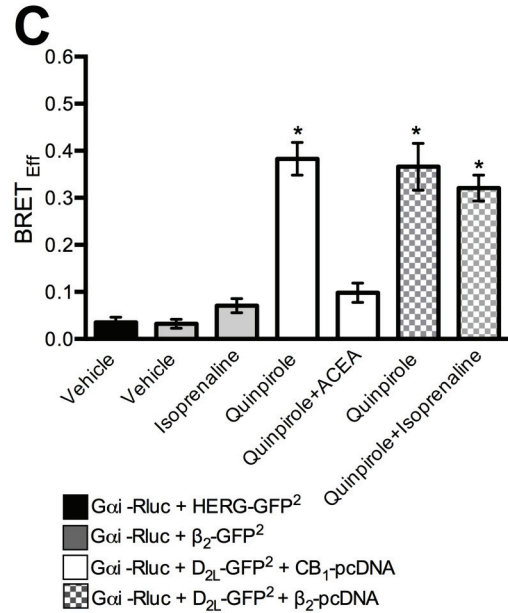 C
0.6
0.5
0.4
0.3
0.2
0.1
0.0
BRET Eff
*
*
*
Vehicle
Vehicle
Isoprenaline
Quinpirole
Quinpirole+ACEA
Quinpirole
Quinpirole+Isoprenaline
Gαi -Rluc + HERG-GFP²
Gαi -Rluc + β₂-GFP²
Gαi -Rluc + D₂L-GFP² + CB₁-pcDNA
Gαi -Rluc + D₂L-GFP² + β₂-pcDNA